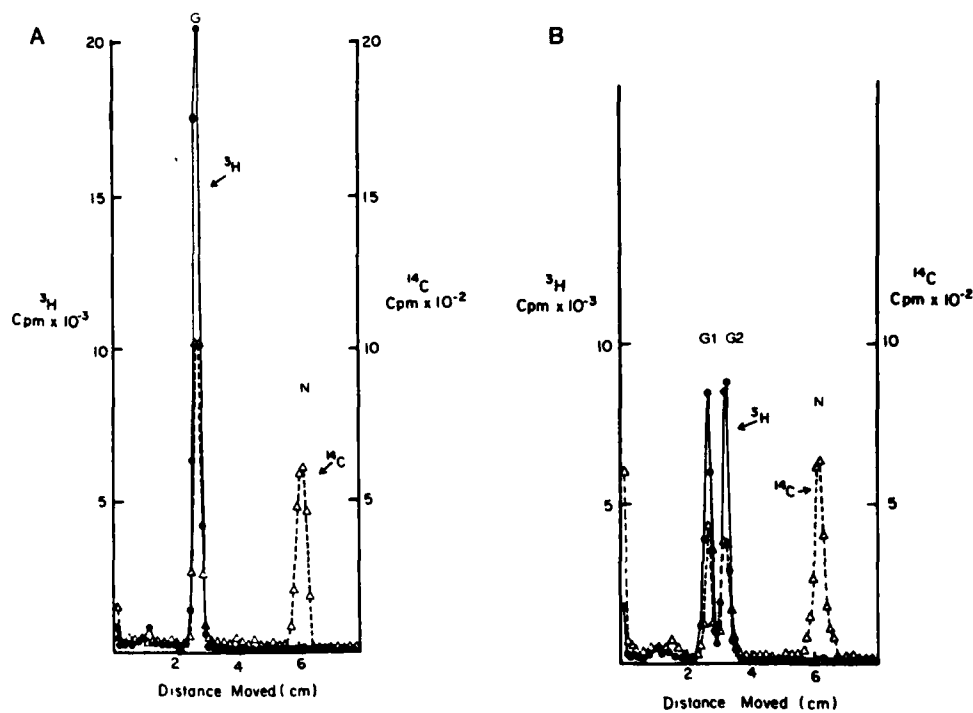 A
G
20
15
10
5
³H
Cpm x 10⁻³
³H
N
¹⁴C
20
15
10
5
¹⁴C
Cpm x 10⁻²
2
4
6
Distance Moved (cm)
B
³H
Cpm x 10⁻³
10
5
G1 G2
³H
N
¹⁴C
10
5
¹⁴C
Cpm x 10⁻²
2
4
6
Distance Moved (cm)